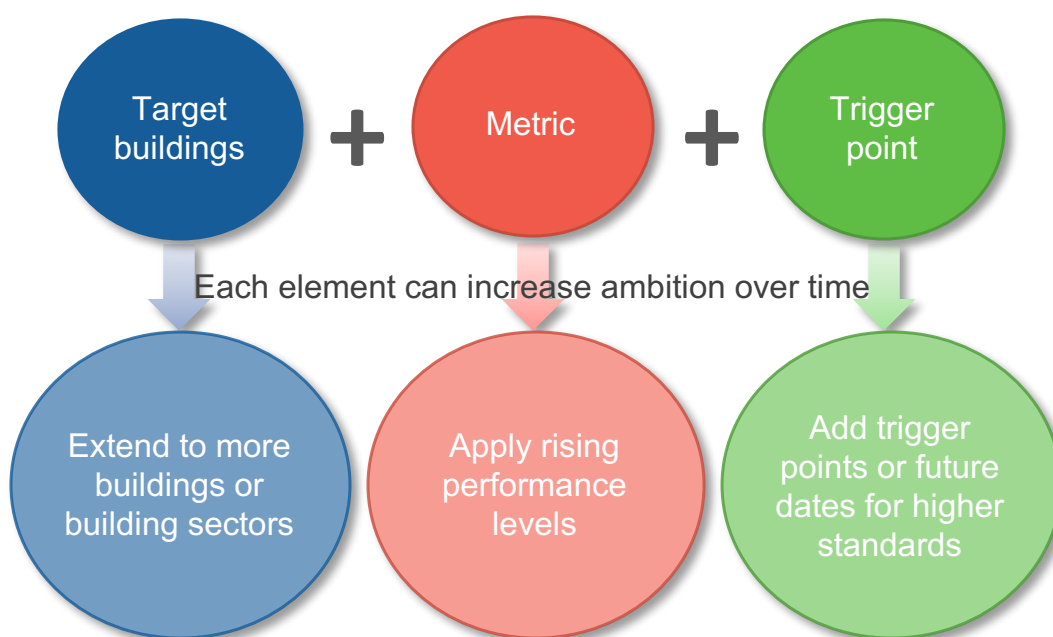 Target
buildings
+
Metric
+
Trigger
point
Each element can increase ambition over time
Extend to more
buildings or
building sectors
Apply rising
performance
levels
Add trigger
points or future
dates for higher
standards